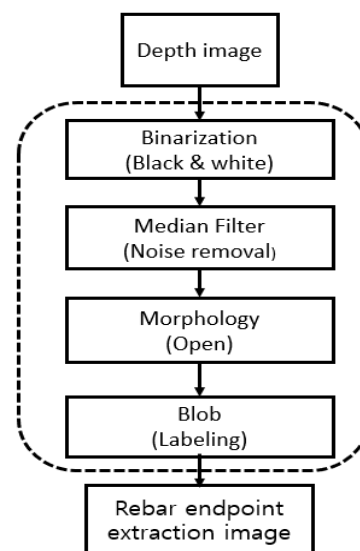 Depth image
Binarization
(Black & white)
Median Filter
(Noise removal)
Morphology
(Open)
Blob
(Labeling)
Rebar endpoint
extraction image